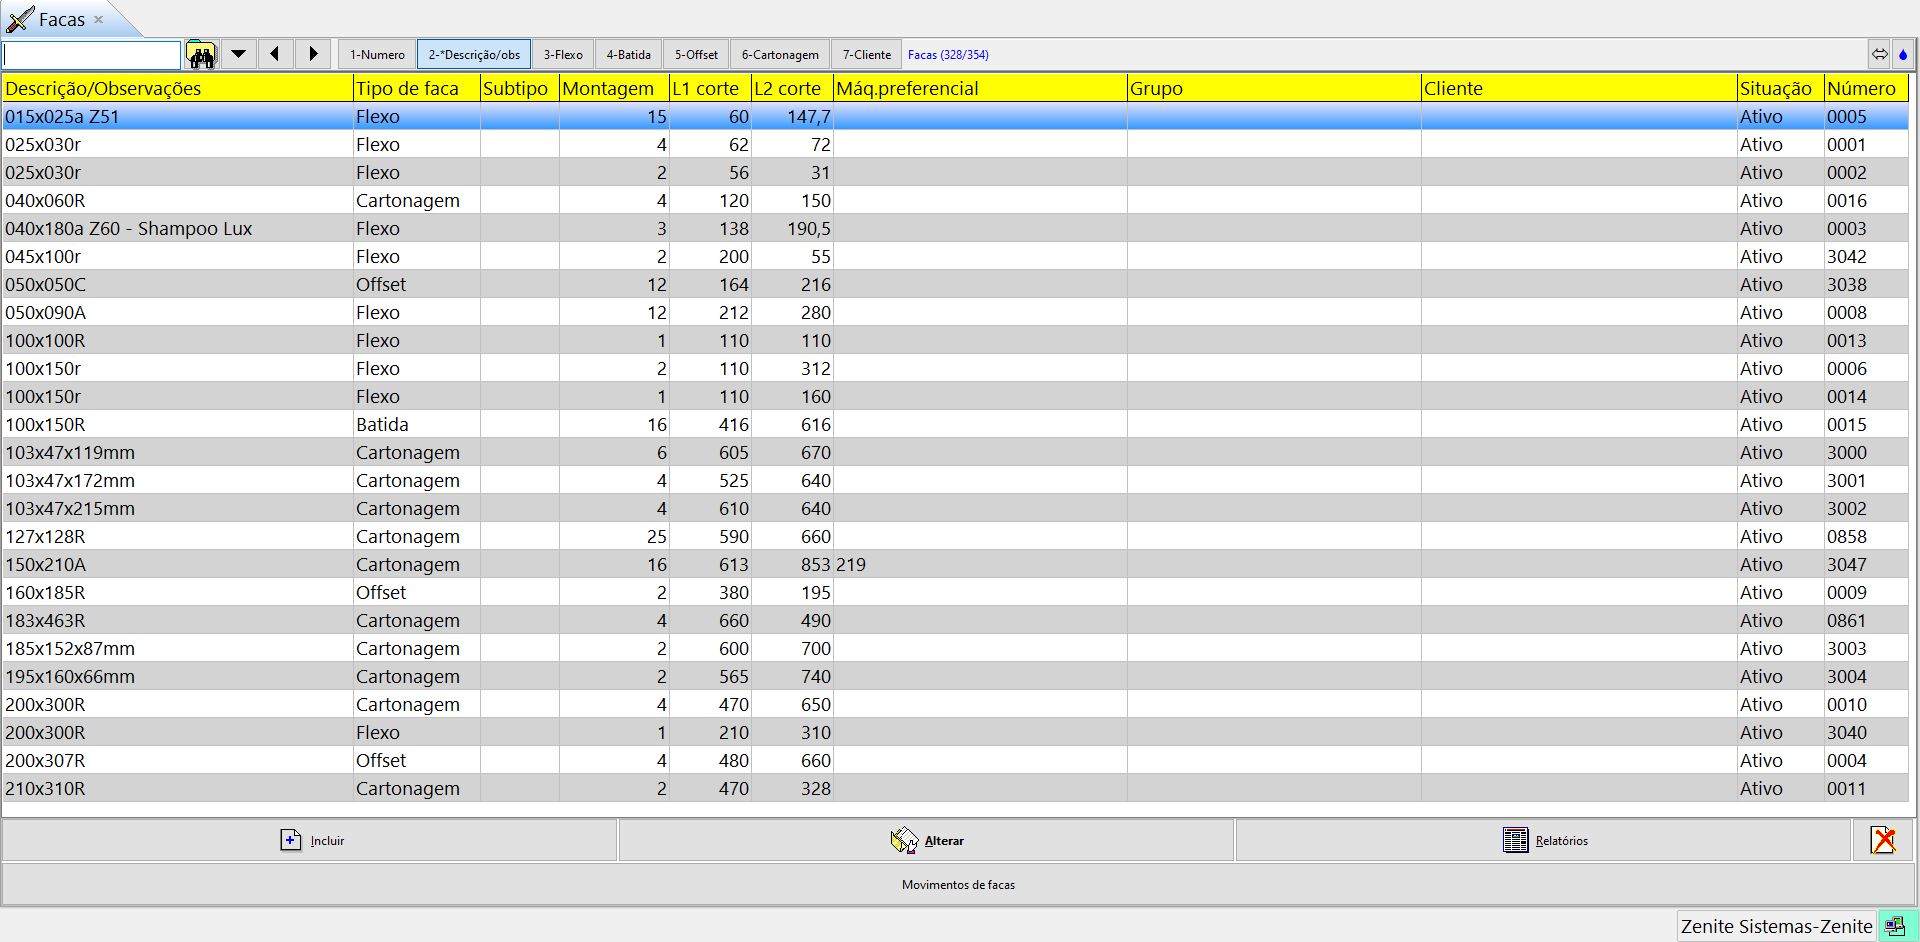 Facas ×
1-Numero 2-*Descrição/obs 3-Flexo 4-Batida 5-Offset 6-Cartonagem 7-Cliente Facas (328/354)
Descrição/Observações Tipo de faca Subtipo Montagem L1 corte L2 corte Máq.preferencial Grupo Cliente Situação Número
015x025a Z51 Flexo 15 60 147,7 Ativo 0005
025x030r Flexo 4 62 72 Ativo 0001
025x030r Flexo 2 56 31 Ativo 0002
040x060R Cartonagem 4 120 150 Ativo 0016
040x180a Z60 - Shampoo Lux Flexo 3 138 190,5 Ativo 0003
045x100r Flexo 2 200 55 Ativo 3042
050x050C Offset 12 164 216 Ativo 3038
050x090A Flexo 12 212 280 Ativo 0008
100x100R Flexo 1 110 110 Ativo 0013
100x150r Flexo 2 110 312 Ativo 0006
100x150r Flexo 1 110 160 Ativo 0014
100x150R Batida 16 416 616 Ativo 0015
103x47x119mm Cartonagem 6 605 670 Ativo 3000
103x47x172mm Cartonagem 4 525 640 Ativo 3001
103x47x215mm Cartonagem 4 610 640 Ativo 3002
127x128R Cartonagem 25 590 660 Ativo 0858
150x210A Cartonagem 16 613 853 219 Ativo 3047
160x185R Offset 2 380 195 Ativo 0009
183x463R Cartonagem 4 660 490 Ativo 0861
185x152x87mm Cartonagem 2 600 700 Ativo 3003
195x160x66mm Cartonagem 2 565 740 Ativo 3004
200x300R Cartonagem 4 470 650 Ativo 0010
200x300R Flexo 1 210 310 Ativo 3040
200x307R Offset 4 480 660 Ativo 0004
210x310R Cartonagem 2 470 328 Ativo 0011
Incluir Alterar Relatórios
Movimentos de facas
Zenite Sistemas-Zenite